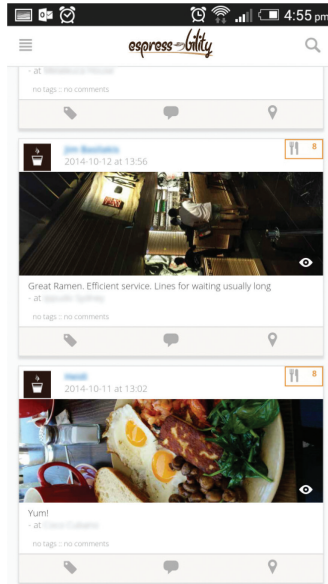 4:55 pm
espress-bility
- at
no tags :: no comments
8
2014-10-12 at 13:56
Great Ramen. Efficient service. Lines for waiting usually long
- at
no tags :: no comments
8
2014-10-11 at 13:02
Yum!
- at
no tags :: no comments